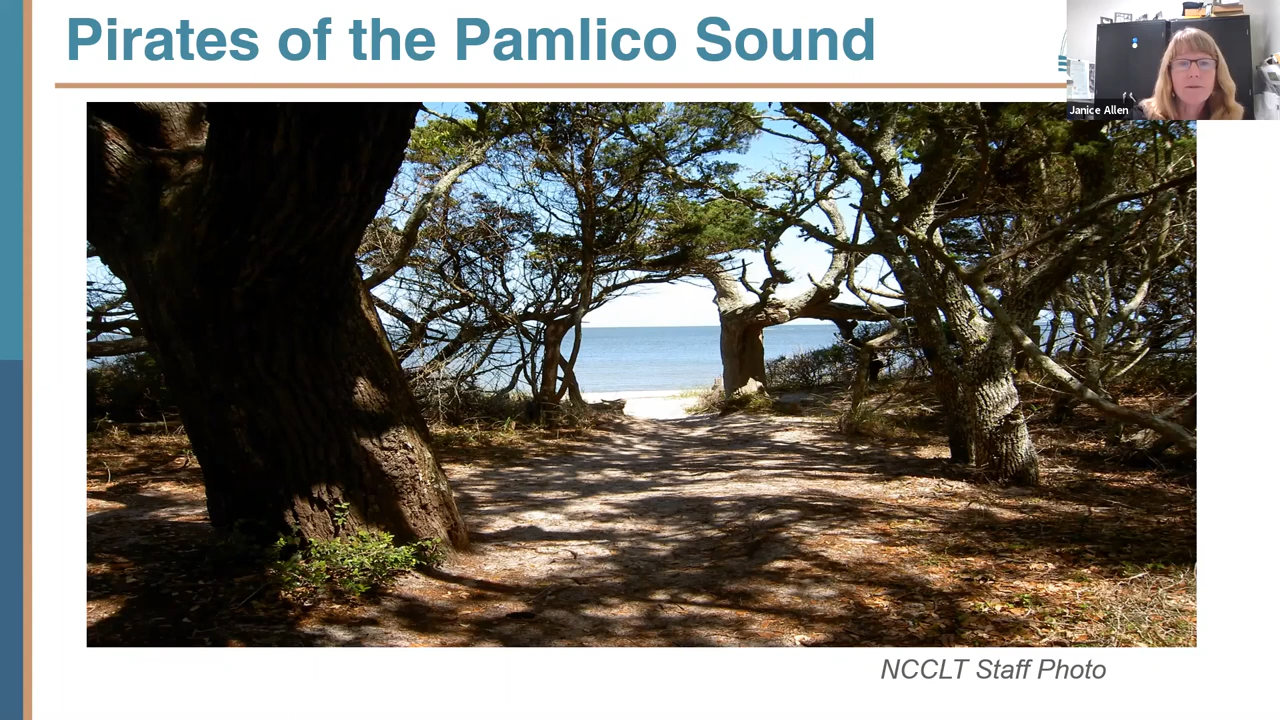 Pirates of the Pamlico Sound
Janice Allen
NCCLT Staff Photo